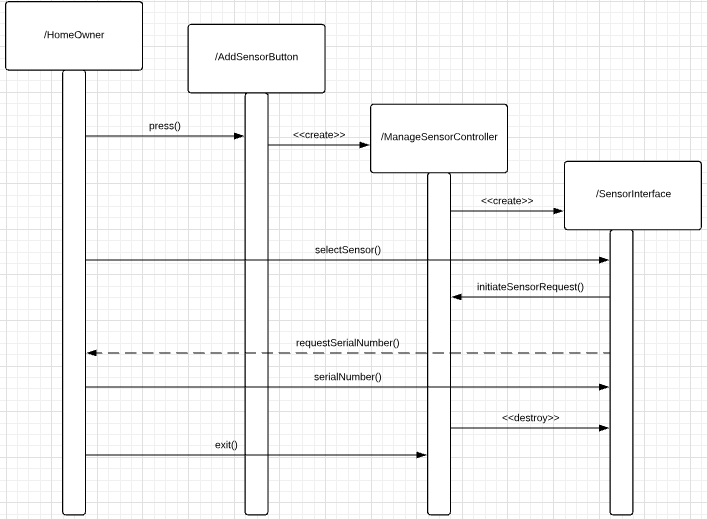 /HomeOwner
/AddSensorButton
press()
<<create>>
/ManageSensorController
<<create>>
/SensorInterface
selectSensor()
initiateSensorRequest()
requestSerialNumber()
serialNumber()
<<destroy>>
exit()